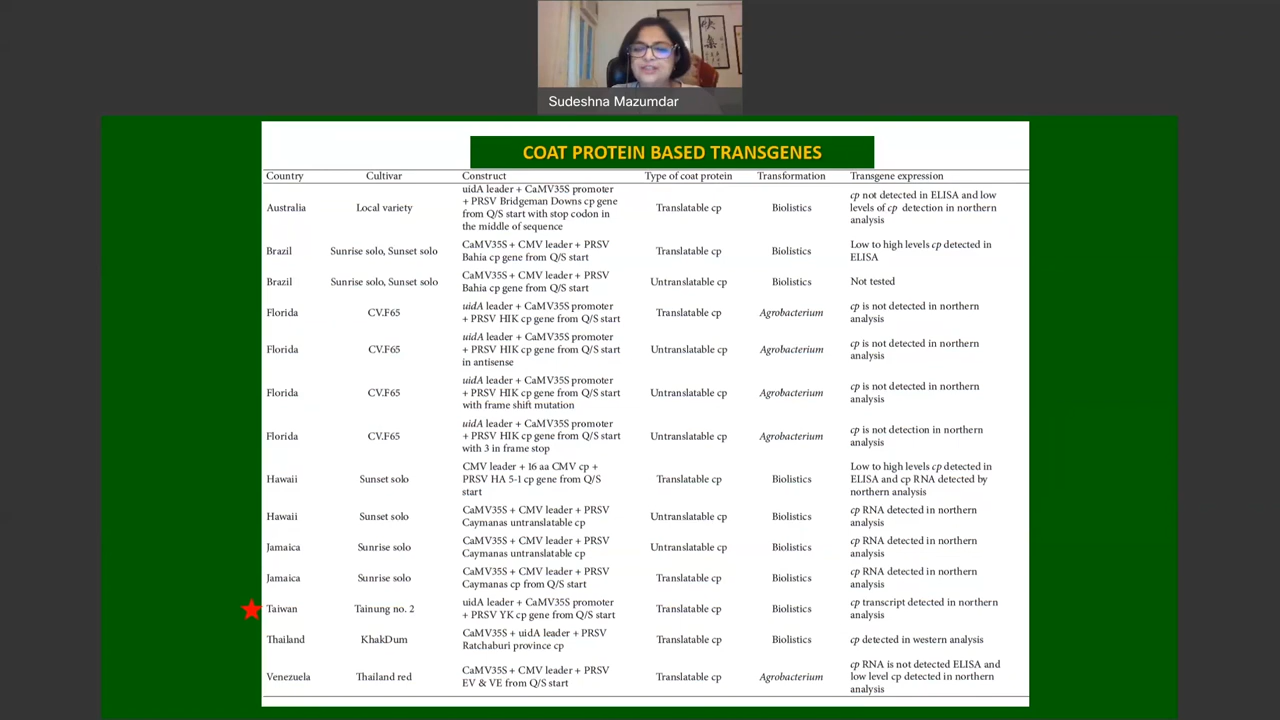 Sudeshna Mazumdar
COAT PROTEIN BASED TRANSGENES
Country Cultivar Construct Type of coat protein Transformation Transgene expression
Australia Local variety uidA leader + CaMV35S promoter + PRSV Bridgeman Downs cp gene from Q/S start with stop codon in the middle of sequence Translatable cp Biolistics cp not detected in ELISA and low levels of cp detection in northern analysis
Brazil Sunrise solo, Sunset solo CaMV35S + CMV leader + PRSV Bahia cp gene from Q/S start Translatable cp Biolistics Low to high levels cp detected in ELISA
Brazil Sunrise solo, Sunset solo CaMV35S + CMV leader + PRSV Bahia cp gene from Q/S start Untranslatable cp Biolistics Not tested
Florida CV.F65 uidA leader + CaMV35S promoter + PRSV HIK cp gene from Q/S start Translatable cp Agrobacterium cp is not detected in northern analysis
Florida CV.F65 uidA leader + CaMV35S promoter + PRSV HIK cp gene from Q/S start in antisense Untranslatable cp Agrobacterium cp is not detected in northern analysis
Florida CV.F65 uidA leader + CaMV35S promoter + PRSV HIK cp gene from Q/S start with frame shift mutation Untranslatable cp Agrobacterium cp is not detected in northern analysis
Florida CV.F65 uidA leader + CaMV35S promoter + PRSV HIK cp gene from Q/S start with 3 in frame stop Untranslatable cp Agrobacterium cp is not detection in northern analysis
Hawaii Sunset solo CMV leader + 16 aa CMV cp + PRSV HA 5-1 cp gene from Q/S start Translatable cp Biolistics Low to high levels cp detected in ELISA and cp RNA detected by northern analysis
Hawaii Sunset solo CaMV35S + CMV leader + PRSV Caymanas untranslatable cp Untranslatable cp Biolistics cp RNA detected in northern analysis
Jamaica Sunrise solo CaMV35S + CMV leader + PRSV Caymanas untranslatable cp Untranslatable cp Biolistics cp RNA detected in northern analysis
Jamaica Sunrise solo CaMV35S + CMV leader + PRSV Caymanas cp from Q/S start Translatable cp Biolistics cp RNA detected in northern analysis
Taiwan Tainung no. 2 uidA leader + CaMV35S promoter + PRSV YK cp gene from Q/S start Translatable cp Biolistics cp transcript detected in northern analysis
Thailand KhakDum CaMV35S + uidA leader + PRSV Ratchaburi province cp Translatable cp Biolistics cp detected in western analysis
Venezuela Thailand red CaMV35S + CMV leader + PRSV EV & VE from Q/S start Translatable cp Agrobacterium cp RNA is not detected ELISA and low level cp detected in northern analysis